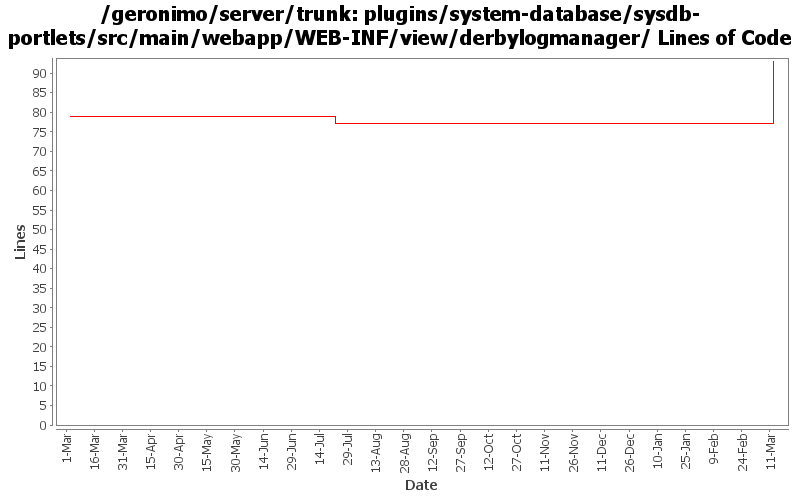 /geronimo/server/trunk: plugins/system-database/sysdb-
portlets/src/main/webapp/WEB-INF/view/derbylogmanager/ Lines of Code
90
85
80
75
70
65
60
55
50
45
40
35
30
25
20
15
10
5
0
Lines
1-Mar
16-Mar
31-Mar
15-Apr
30-Apr
15-May
30-May
14-Jun
29-Jun
14-Jul
29-Jul
13-Aug
28-Aug
12-Sep
27-Sep
12-Oct
27-Oct
11-Nov
26-Nov
11-Dec
26-Dec
10-Jan
25-Jan
9-Feb
24-Feb
11-Mar
Date